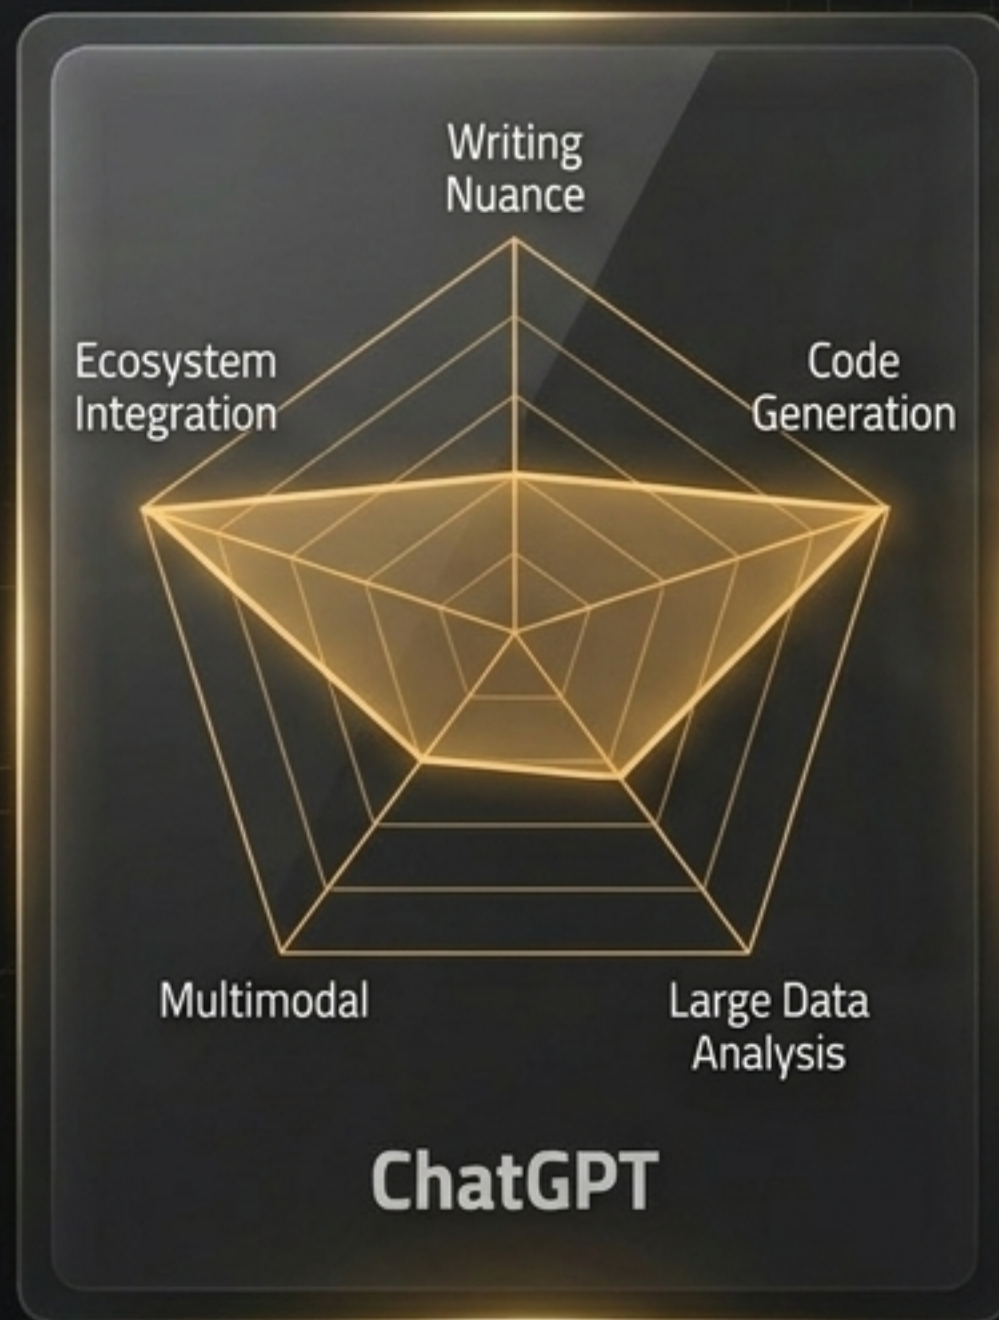 Writing
Nuance
Ecosystem
Integration
Code
Generation
Multimodal
Large Data
Analysis
ChatGPT